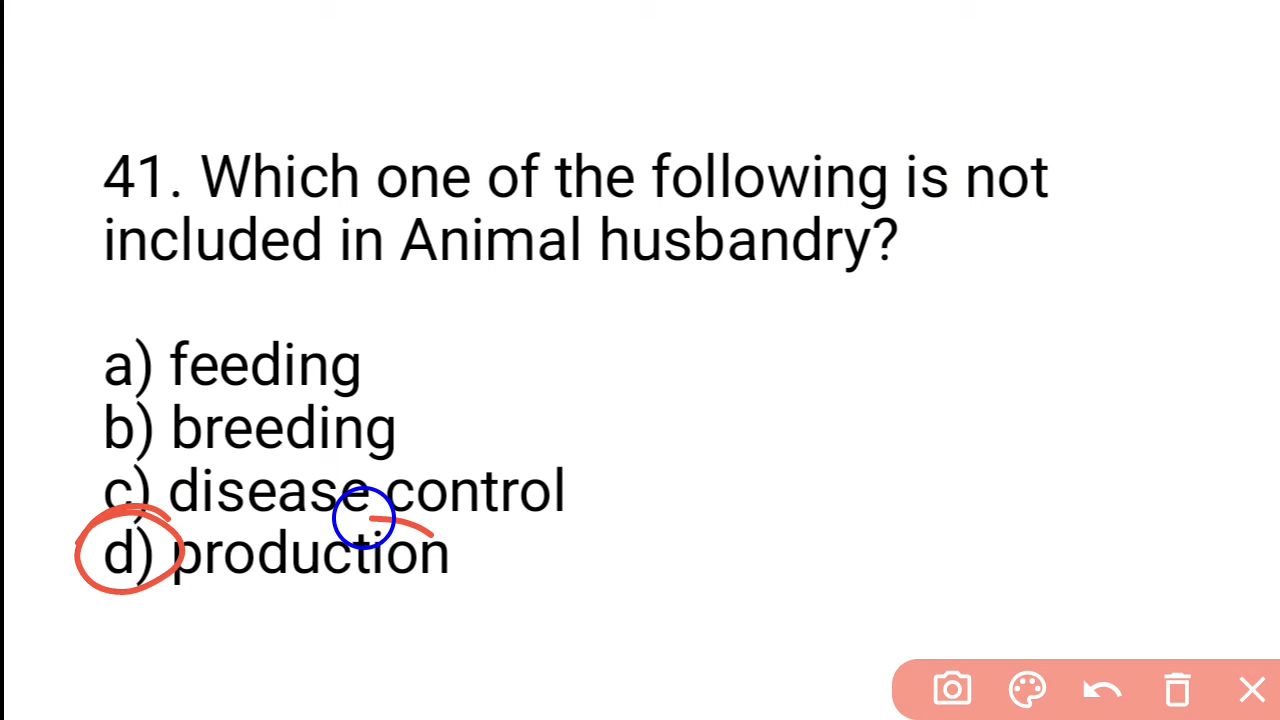 41. Which one of the following is not
included in Animal husbandry?
a) feeding
b) breeding
c) disease control
d) production